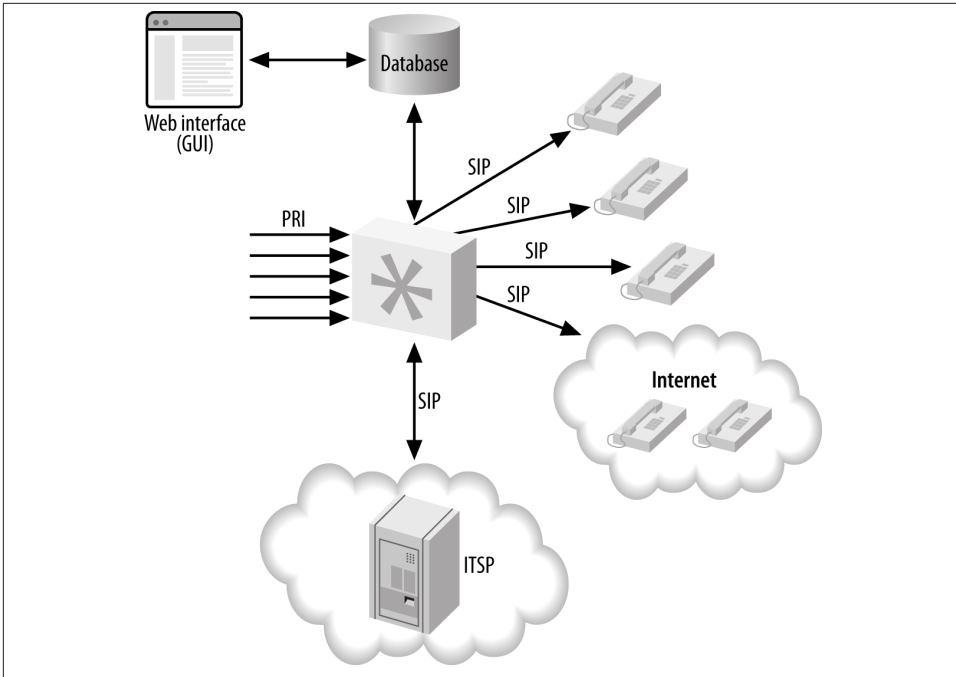 Database
Web interface
(GUI)
SIP
SIP
PRI
SIP
SIP
Internet
SIP
ITSP